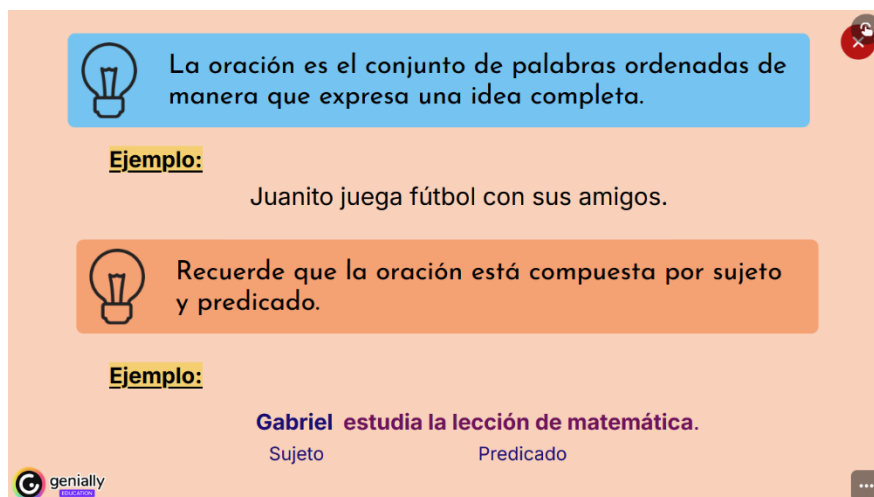 La oración es el conjunto de palabras ordenadas de
manera que expresa una idea completa.
Ejemplo:
Juanito juega fútbol con sus amigos.
Recuerde que la oración está compuesta por sujeto
y predicado.
Ejemplo:
Gabriel estudia la lección de matemática.
Sujeto Predicado
genially
EDUCATION